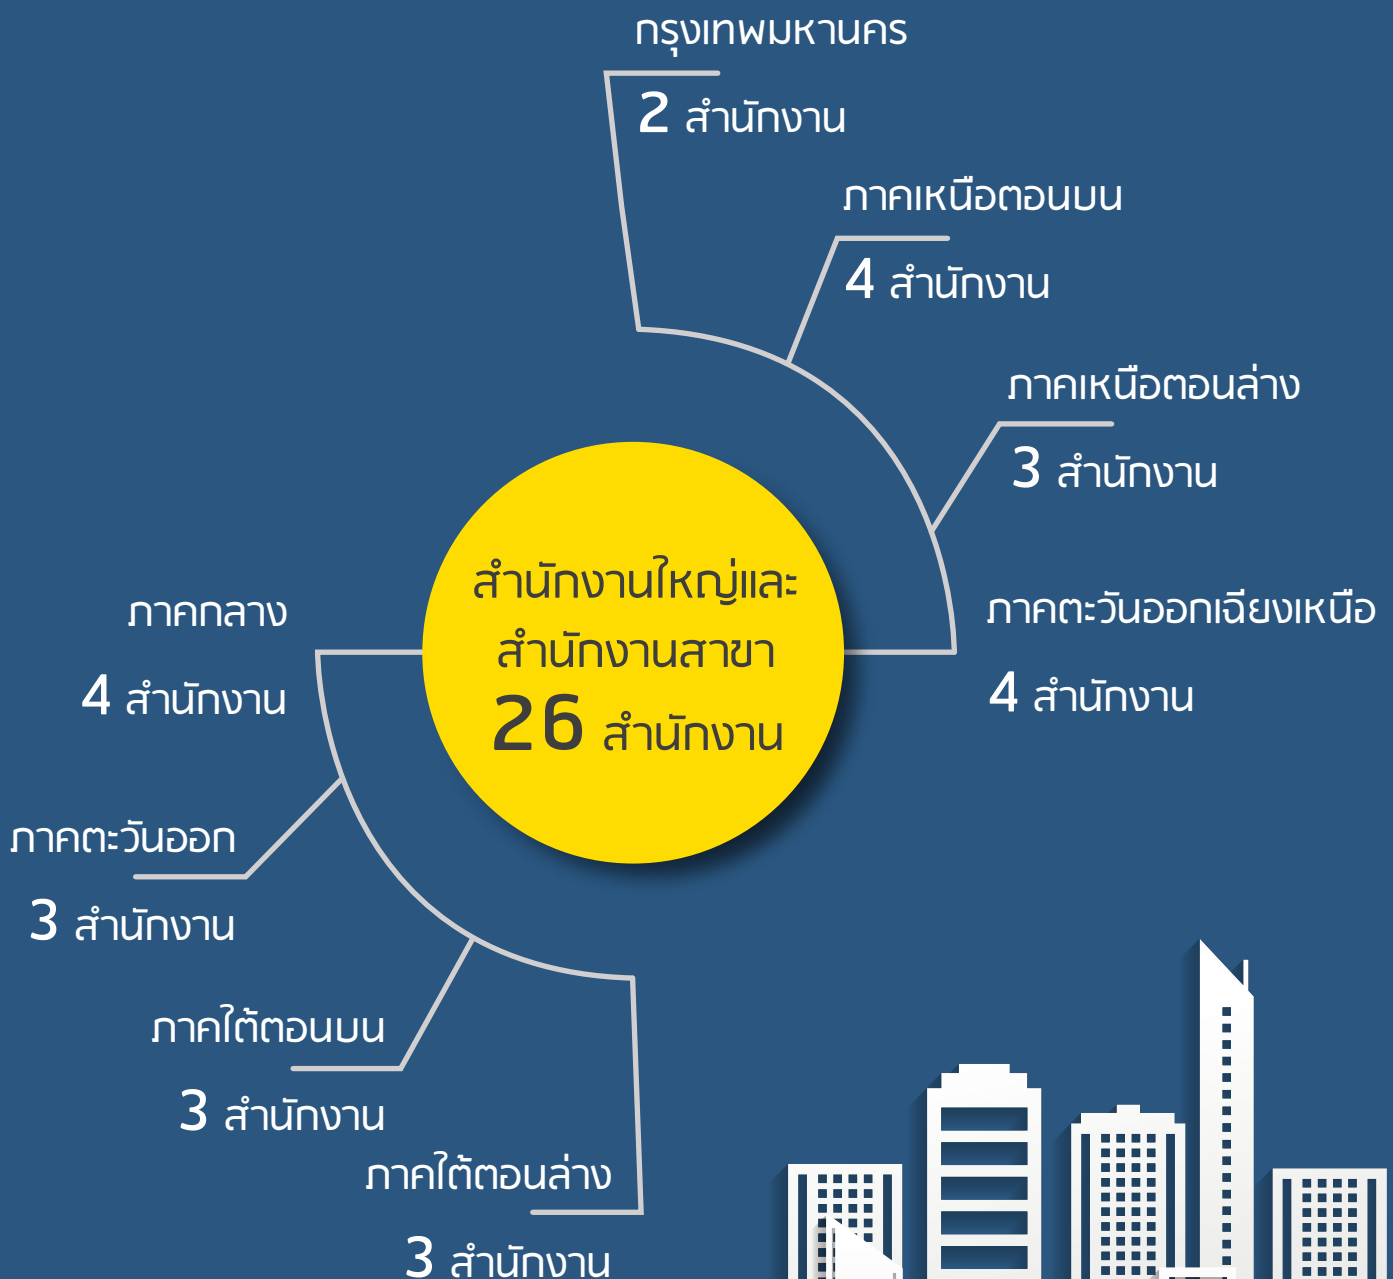 กรุงเทพมหานคร
2 สำนักงาน
ภาคเหนือตอนบน
4 สำนักงาน
ภาคเหนือตอนล่าง
3 สำนักงาน
ภาคตะวันออกเฉียงเหนือ
4 สำนักงาน
สำนักงานใหญ่และ
สำนักงานสาขา
26 สำนักงาน
ภาคกลาง
4 สำนักงาน
ภาคตะวันออก
3 สำนักงาน
ภาคใต้ตอนบน
3 สำนักงาน
ภาคใต้ตอนล่าง
3 สำนักงาน